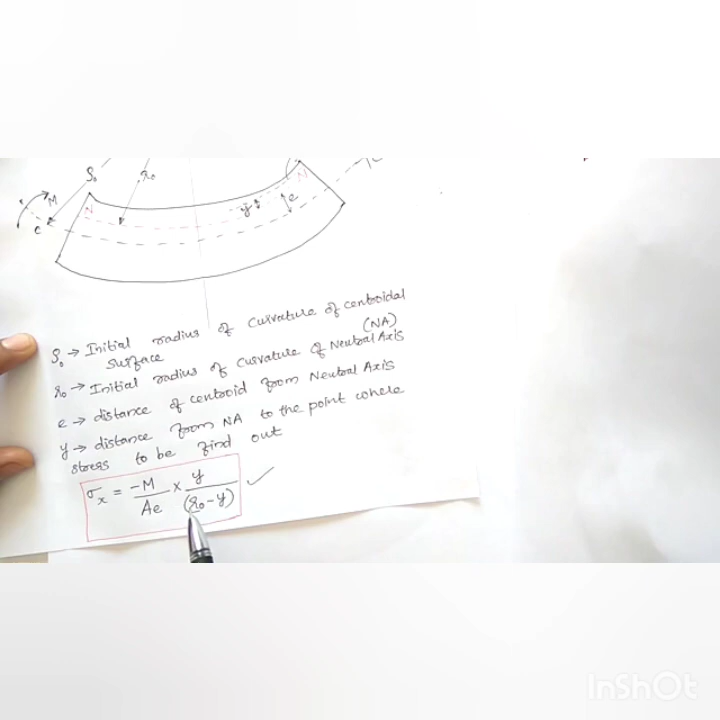 ρ₀ r₀
M N N
c y e
ρ₀ → Initial radius of curvature of centroidal
surface (NA)
r₀ → Initial radius of curvature of Neutral Axis
e → distance of centroid from Neutral Axis
y → distance from NA to the point where
stress to be find out
σₓ = -M/Ae × y/(r₀-y) ✓
InShOt